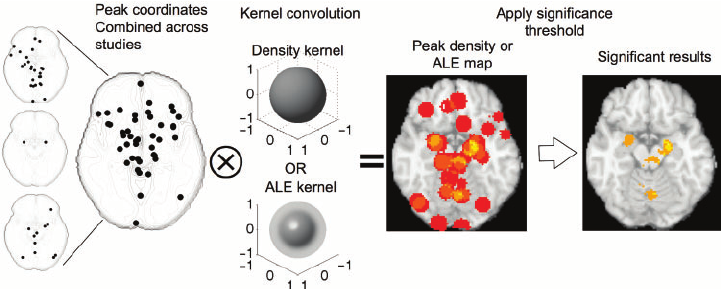 Peak coordinates
Combined across
studies
Kernel convolution
Density kernel
1
0
-1
1
0
-1
1
0
-1
OR
ALE kernel
1
0
-1
1
0
-1
1
0
-1
=
Apply significance
threshold
Peak density or
ALE map
Significant results